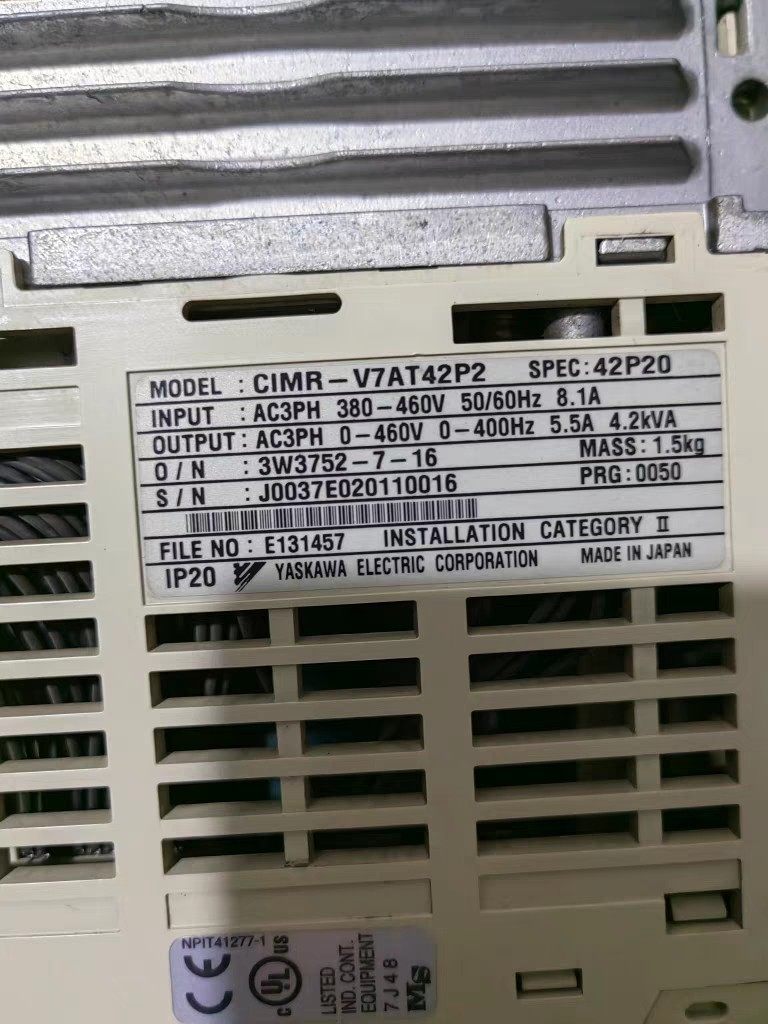 MODEL : CIMR-V7AT42P2 SPEC:42P20
INPUT : AC3PH 380-460V 50/60Hz 8.1A
OUTPUT : AC3PH 0-460V 0-400Hz 5.5A 4.2kVA
O/N : 3W3752-7-16 MASS:1.5kg
S/N : J0037E020110016 PRG:0050
FILE NO : E131457 INSTALLATION CATEGORY II
IP20 YASKAWA ELECTRIC CORPORATION MADE IN JAPAN
NPIT41277-1
CE
C UL US
LISTED
IND. CONT.
EQUIPMENT
7J48
MS